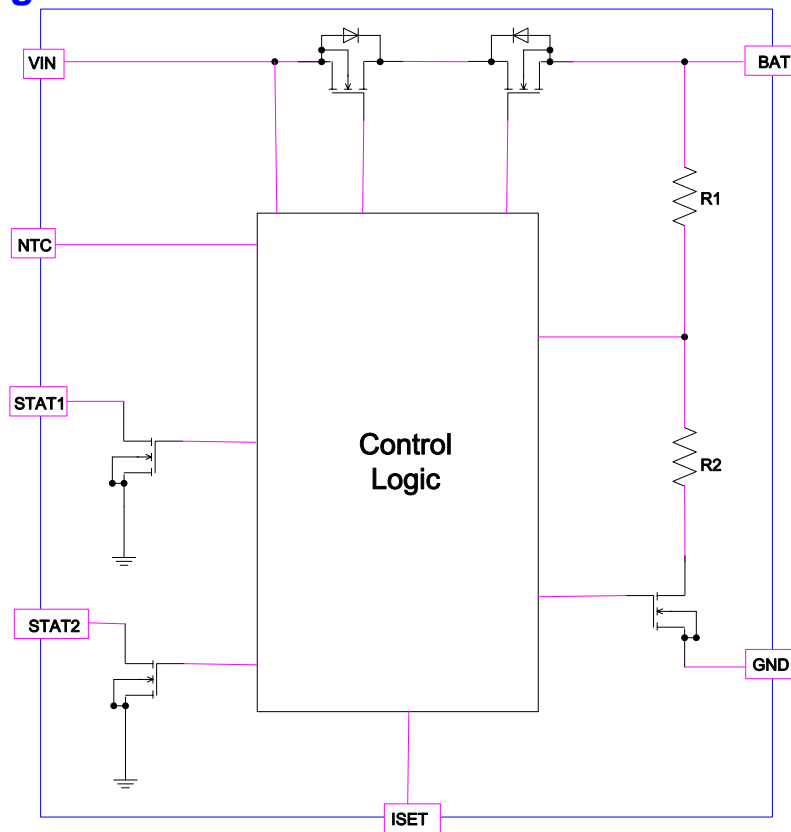 g
VIN
BAT
R1
NTC
STAT1
Control
Logic
R2
STAT2
GND
ISET